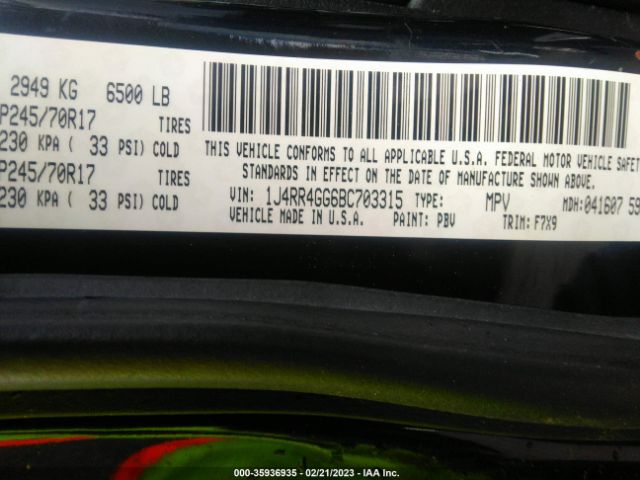 2949 KG 6500 LB
P245/70R17 TIRES
230 KPA ( 33 PSI) COLD
P245/70R17 TIRES
230 KPA ( 33 PSI) COLD
THIS VEHICLE CONFORMS TO ALL APPLICABLE U.S.A. FEDERAL MOTOR VEHICLE SAFET
STANDARDS IN EFFECT ON THE DATE OF MANUFACTURE SHOWN ABOVE.
VIN: 1J4RR4GG6BC703315 TYPE: MPV MDH:041607 59
VEHICLE MADE IN U.S.A. PAINT: PBV TRIM: F7X9
000-35936935 - 02/21/2023 - IAA Inc.